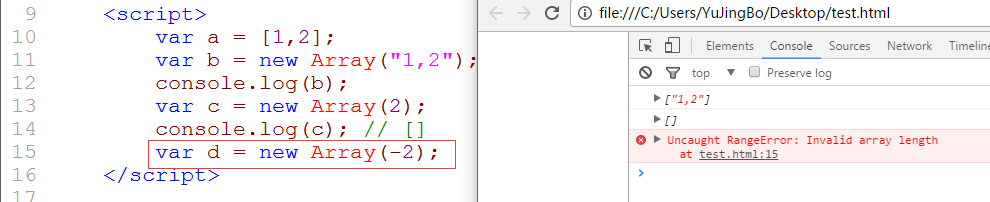 9 <script>
10 var a = [1,2];
11 var b = new Array("1,2");
12 console.log(b);
13 var c = new Array(2);
14 console.log(c); // []
15 var d = new Array(-2);
16 </script>
17
file:///C:/Users/YuJingBo/Desktop/test.html
Elements Console Sources Network Timeline
top Preserve log
["1,2"]
[]
Uncaught RangeError: Invalid array length
at test.html:15